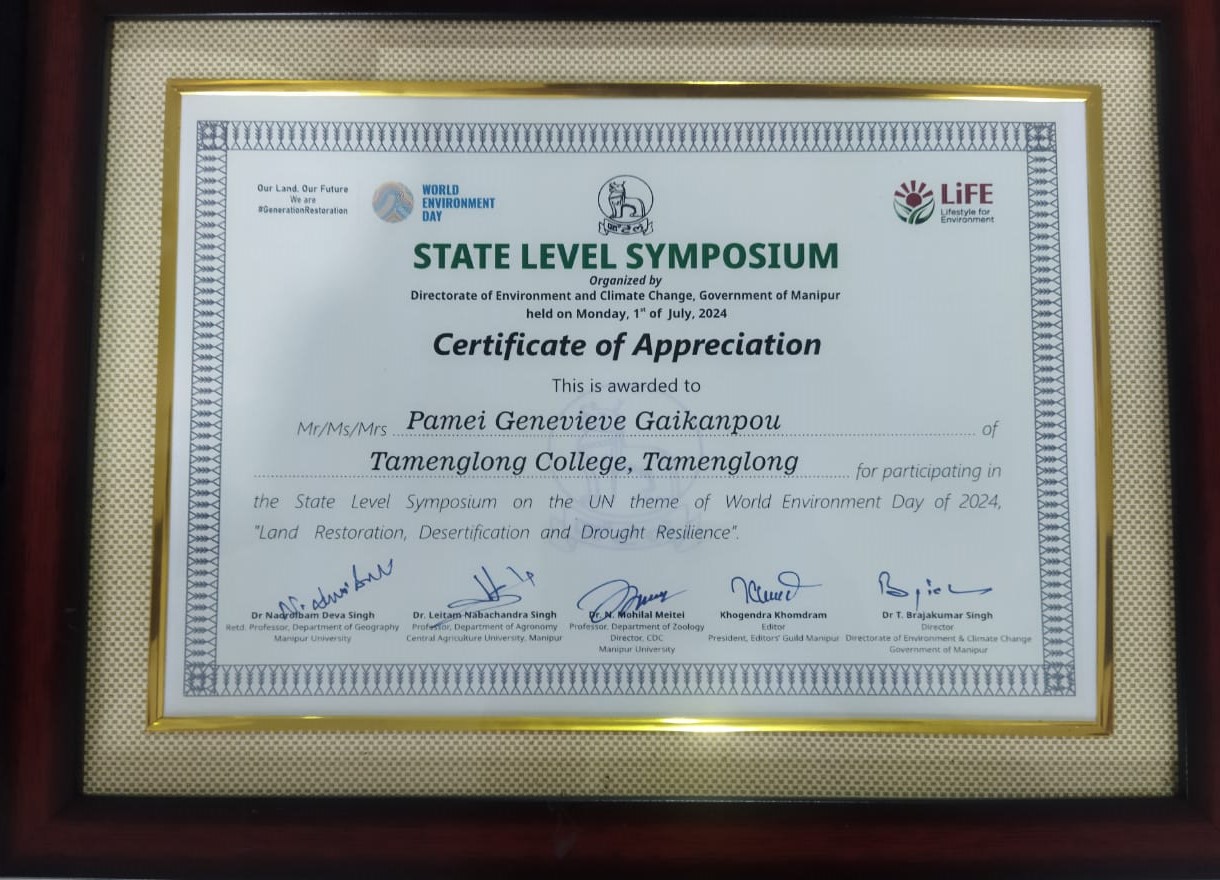 Our Land. Our Future
We are
#GenerationRestoration
WORLD
ENVIRONMENT
DAY
LiFE
Lifestyle for
Environment
STATE LEVEL SYMPOSIUM
Organized by
Directorate of Environment and Climate Change, Government of Manipur
held on Monday, 1st of July, 2024
Certificate of Appreciation
This is awarded to
Mr/Ms/Mrs Pamei Genevieve Gaikanpou of
Tamenglong College, Tamenglong for participating in
the State Level Symposium on the UN theme of World Environment Day of 2024,
"Land Restoration, Desertification and Drought Resilience".
Dr Naorolbam Deva Singh
Retd. Professor, Department of Geography
Manipur University
Dr. Leitam Nabachandra Singh
Professor, Department of Agronomy
Central Agriculture University, Manipur
Dr. N. Mohilal Meitei
Professor, Department of Zoology
Director, CDC
Manipur University
Khogendra Khomdram
Editor
President, Editors' Guild Manipur
Dr T. Brajakumar Singh
Director
Directorate of Environment & Climate Change
Government of Manipur